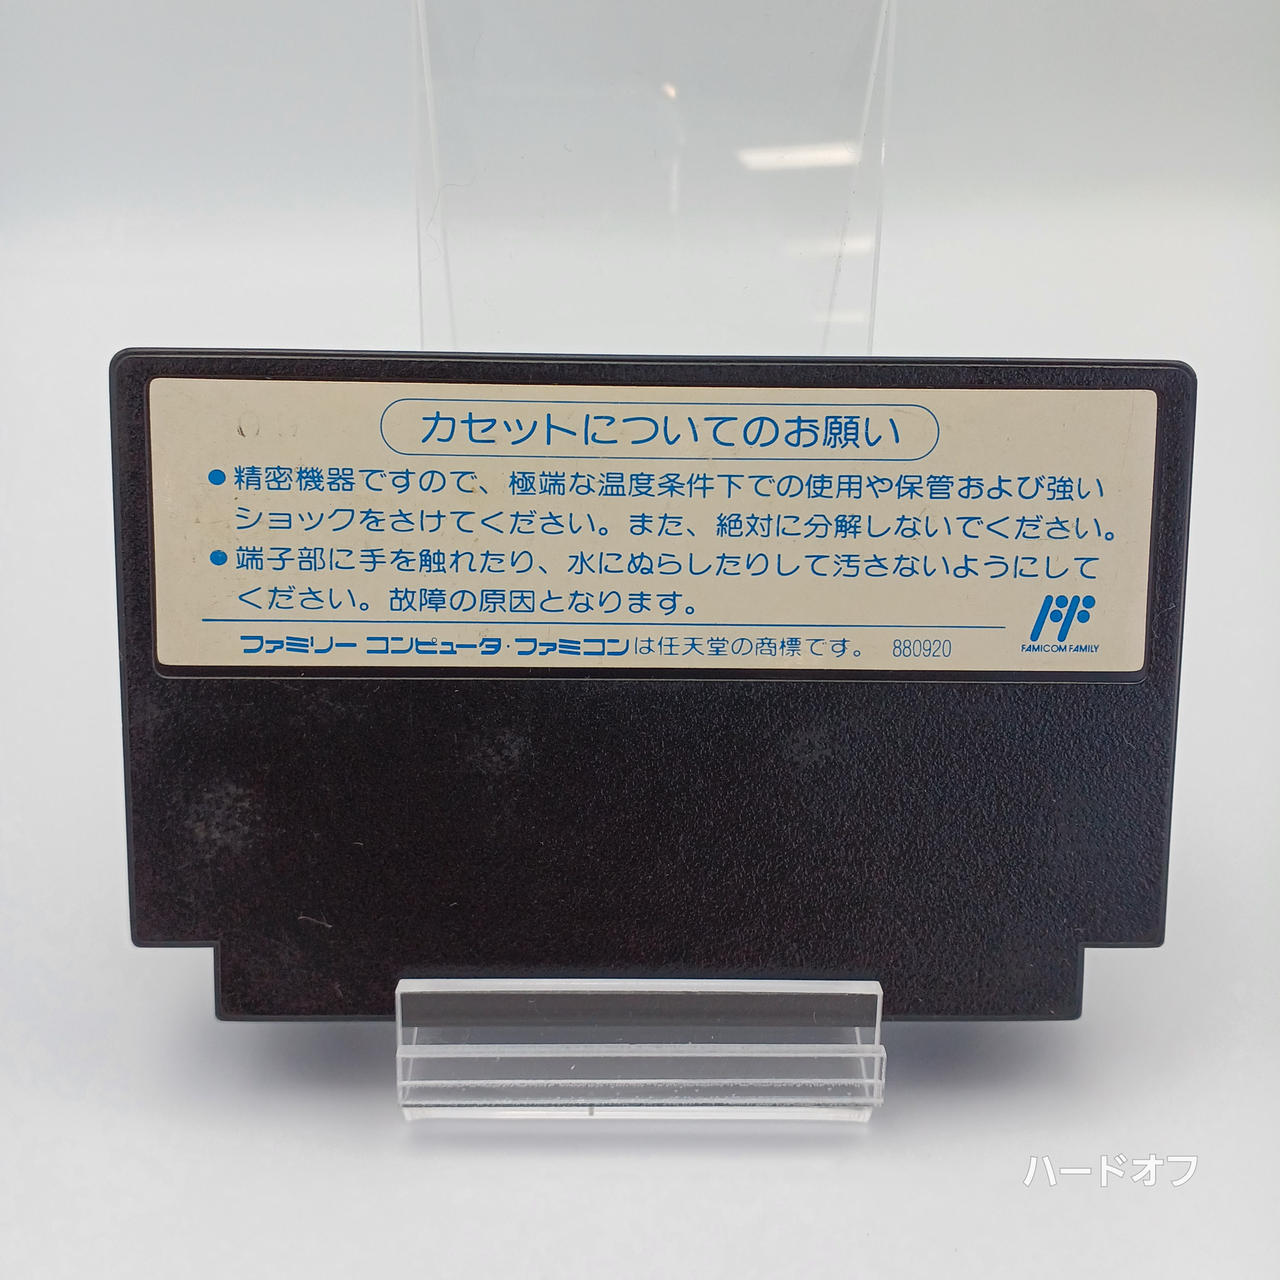 カセットについてのお願い
●精密機器ですので、極端な温度条件下での使用や保管および強い
ショックをさけてください。また、絶対に分解しないでください。
●端子部に手を触れたり、水にぬらしたりして汚さないようにして
ください。故障の原因となります。
ファミリーコンピュータ・ファミコンは任天堂の商標です。 880920
FAMICOM FAMILY
ハードオフ